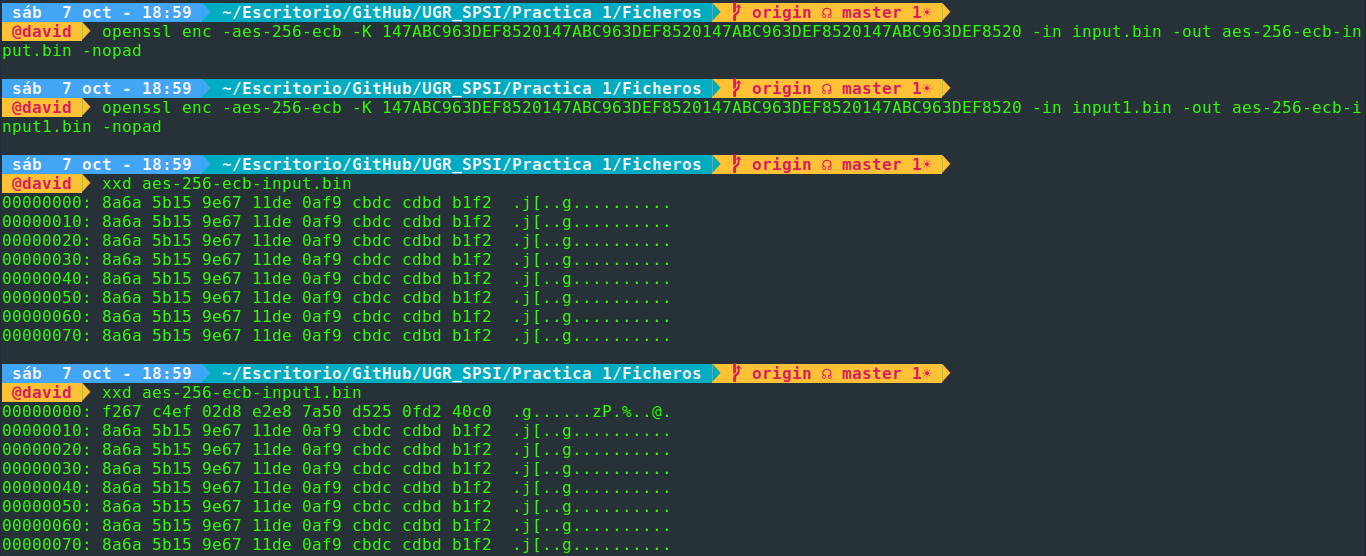 sáb  7 oct - 18:59  ~/Escritorio/GitHub/UGR_SPSI/Practica 1/Ficheros  origin ☊ master 1☀
@david  openssl enc -aes-256-ecb -K 147ABC963DEF8520147ABC963DEF8520147ABC963DEF8520147ABC963DEF8520 -in input.bin -out aes-256-ecb-in
put.bin -nopad
sáb  7 oct - 18:59  ~/Escritorio/GitHub/UGR_SPSI/Practica 1/Ficheros  origin ☊ master 1☀
@david  openssl enc -aes-256-ecb -K 147ABC963DEF8520147ABC963DEF8520147ABC963DEF8520147ABC963DEF8520 -in input1.bin -out aes-256-ecb-i
nput1.bin -nopad
sáb  7 oct - 18:59  ~/Escritorio/GitHub/UGR_SPSI/Practica 1/Ficheros  origin ☊ master 1☀
@david  xxd aes-256-ecb-input.bin
00000000: 8a6a 5b15 9e67 11de 0af9 cbdc cdbd b1f2  .j[..g..........
00000010: 8a6a 5b15 9e67 11de 0af9 cbdc cdbd b1f2  .j[..g..........
00000020: 8a6a 5b15 9e67 11de 0af9 cbdc cdbd b1f2  .j[..g..........
00000030: 8a6a 5b15 9e67 11de 0af9 cbdc cdbd b1f2  .j[..g..........
00000040: 8a6a 5b15 9e67 11de 0af9 cbdc cdbd b1f2  .j[..g..........
00000050: 8a6a 5b15 9e67 11de 0af9 cbdc cdbd b1f2  .j[..g..........
00000060: 8a6a 5b15 9e67 11de 0af9 cbdc cdbd b1f2  .j[..g..........
00000070: 8a6a 5b15 9e67 11de 0af9 cbdc cdbd b1f2  .j[..g..........
sáb  7 oct - 18:59  ~/Escritorio/GitHub/UGR_SPSI/Practica 1/Ficheros  origin ☊ master 1☀
@david  xxd aes-256-ecb-input1.bin
00000000: f267 c4ef 02d8 e2e8 7a50 d525 0fd2 40c0  .g......zP.%..@.
00000010: 8a6a 5b15 9e67 11de 0af9 cbdc cdbd b1f2  .j[..g..........
00000020: 8a6a 5b15 9e67 11de 0af9 cbdc cdbd b1f2  .j[..g..........
00000030: 8a6a 5b15 9e67 11de 0af9 cbdc cdbd b1f2  .j[..g..........
00000040: 8a6a 5b15 9e67 11de 0af9 cbdc cdbd b1f2  .j[..g..........
00000050: 8a6a 5b15 9e67 11de 0af9 cbdc cdbd b1f2  .j[..g..........
00000060: 8a6a 5b15 9e67 11de 0af9 cbdc cdbd b1f2  .j[..g..........
00000070: 8a6a 5b15 9e67 11de 0af9 cbdc cdbd b1f2  .j[..g..........